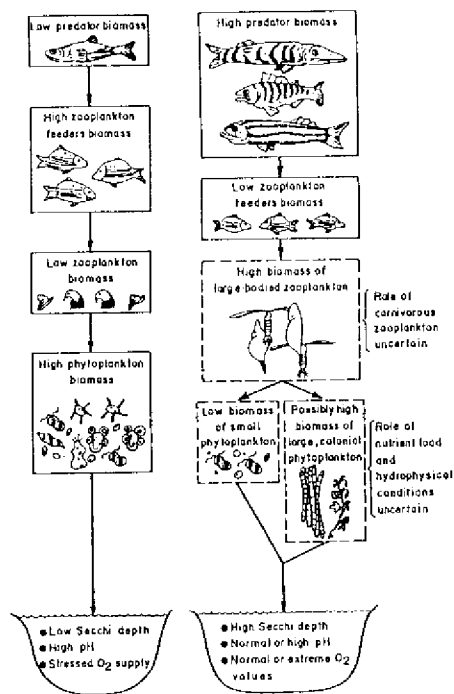 Low predator biomass
High zooplankton
feeders biomass
Low zooplankton
biomass
High phytoplankton
biomass
● Low Secchi depth
● High pH
● Stressed O2 supply
High predator biomass
Low zooplankton
feeders biomass
High biomass of
large-bodied zooplankton
Role of
carnivorous
zooplankton
uncertain
Low biomass
of small
phytoplankton
Possibly high
biomass of
large, colonial
phytoplankton
Role of
nutrient food
and
hydrophysical
conditions
uncertain
● High Secchi depth
● Normal or high pH
● Normal or extreme O2
values